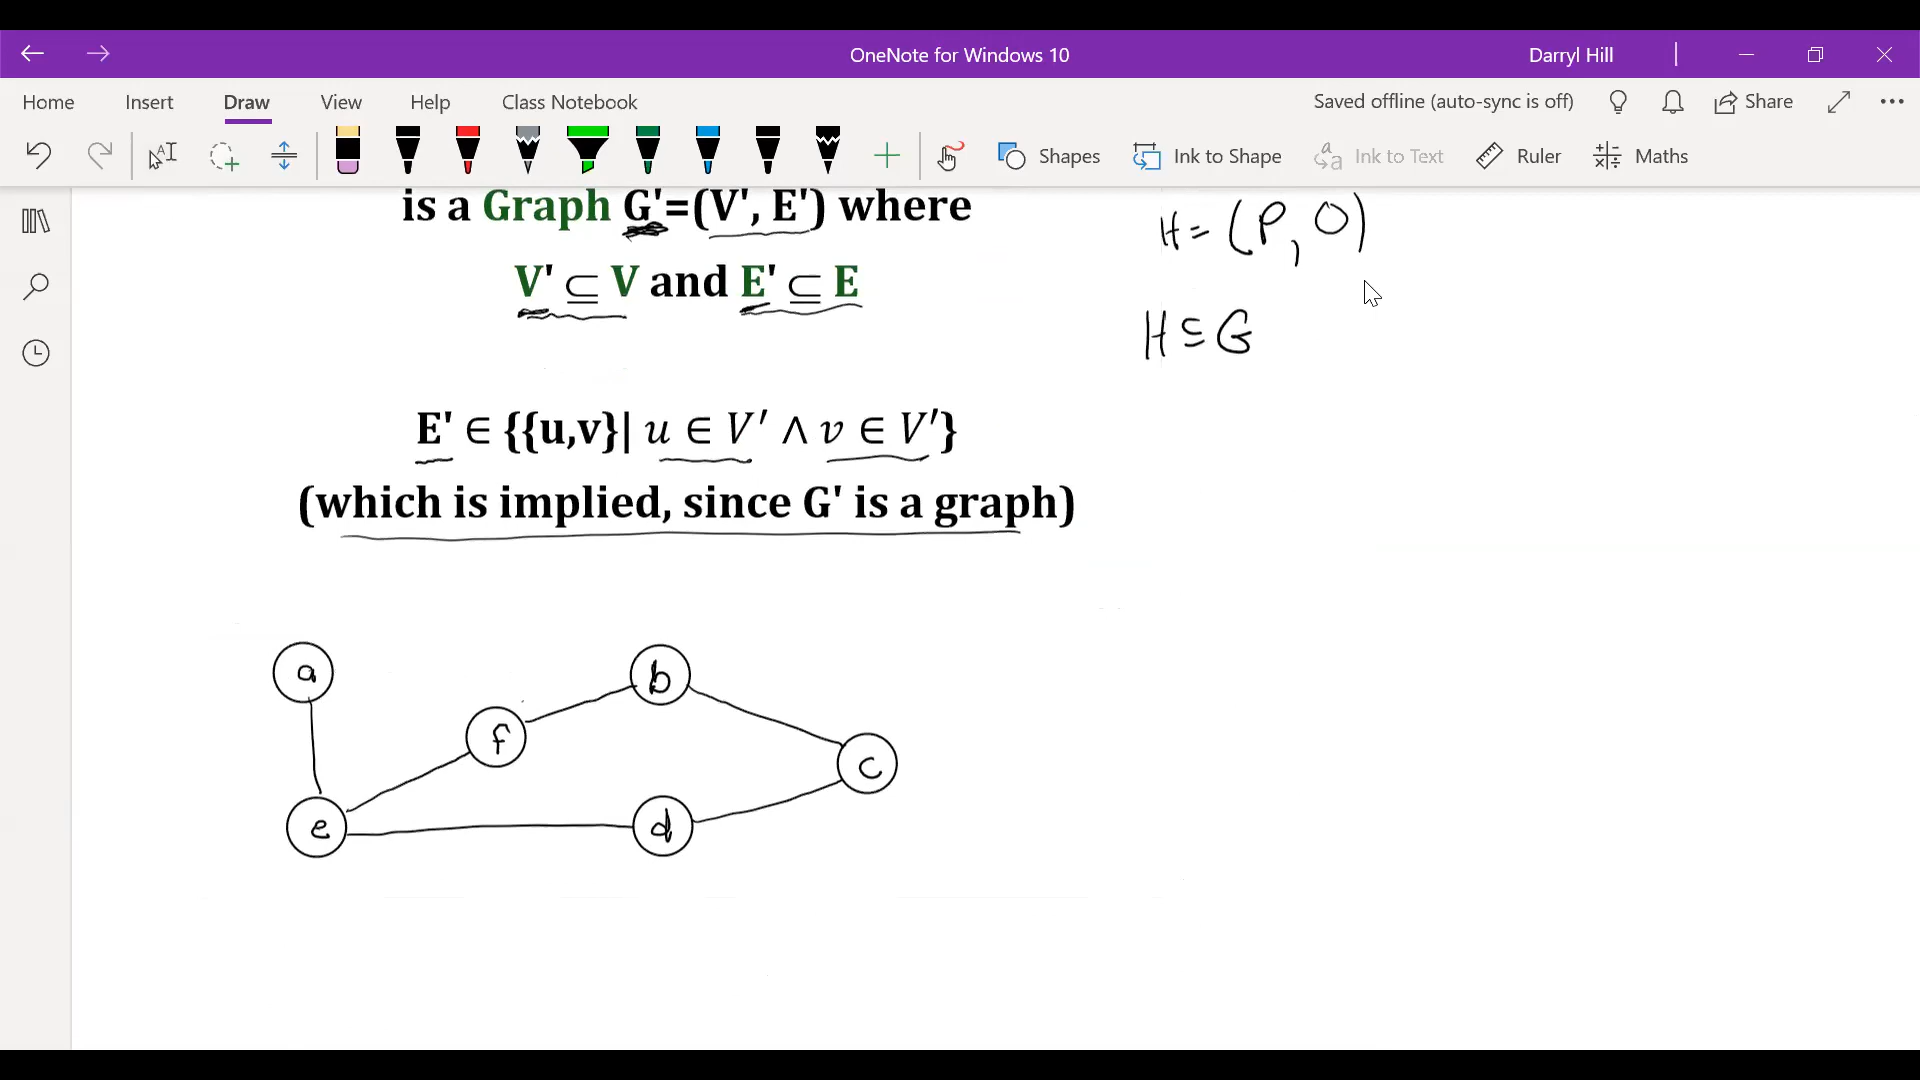 OneNote for Windows 10
Darryl Hill
Home Insert Draw View Help Class Notebook
Saved offline (auto-sync is off) Share
Shapes Ink to Shape Ink to Text Ruler Maths
is a Graph G'=(V', E') where
V' ⊆ V and E' ⊆ E
E' ∈ {{u,v}| u ∈ V′ ∧ v ∈ V′}
(which is implied, since G' is a graph)
H = (P, O)
H ⊆ G
a
b
f
c
e
d